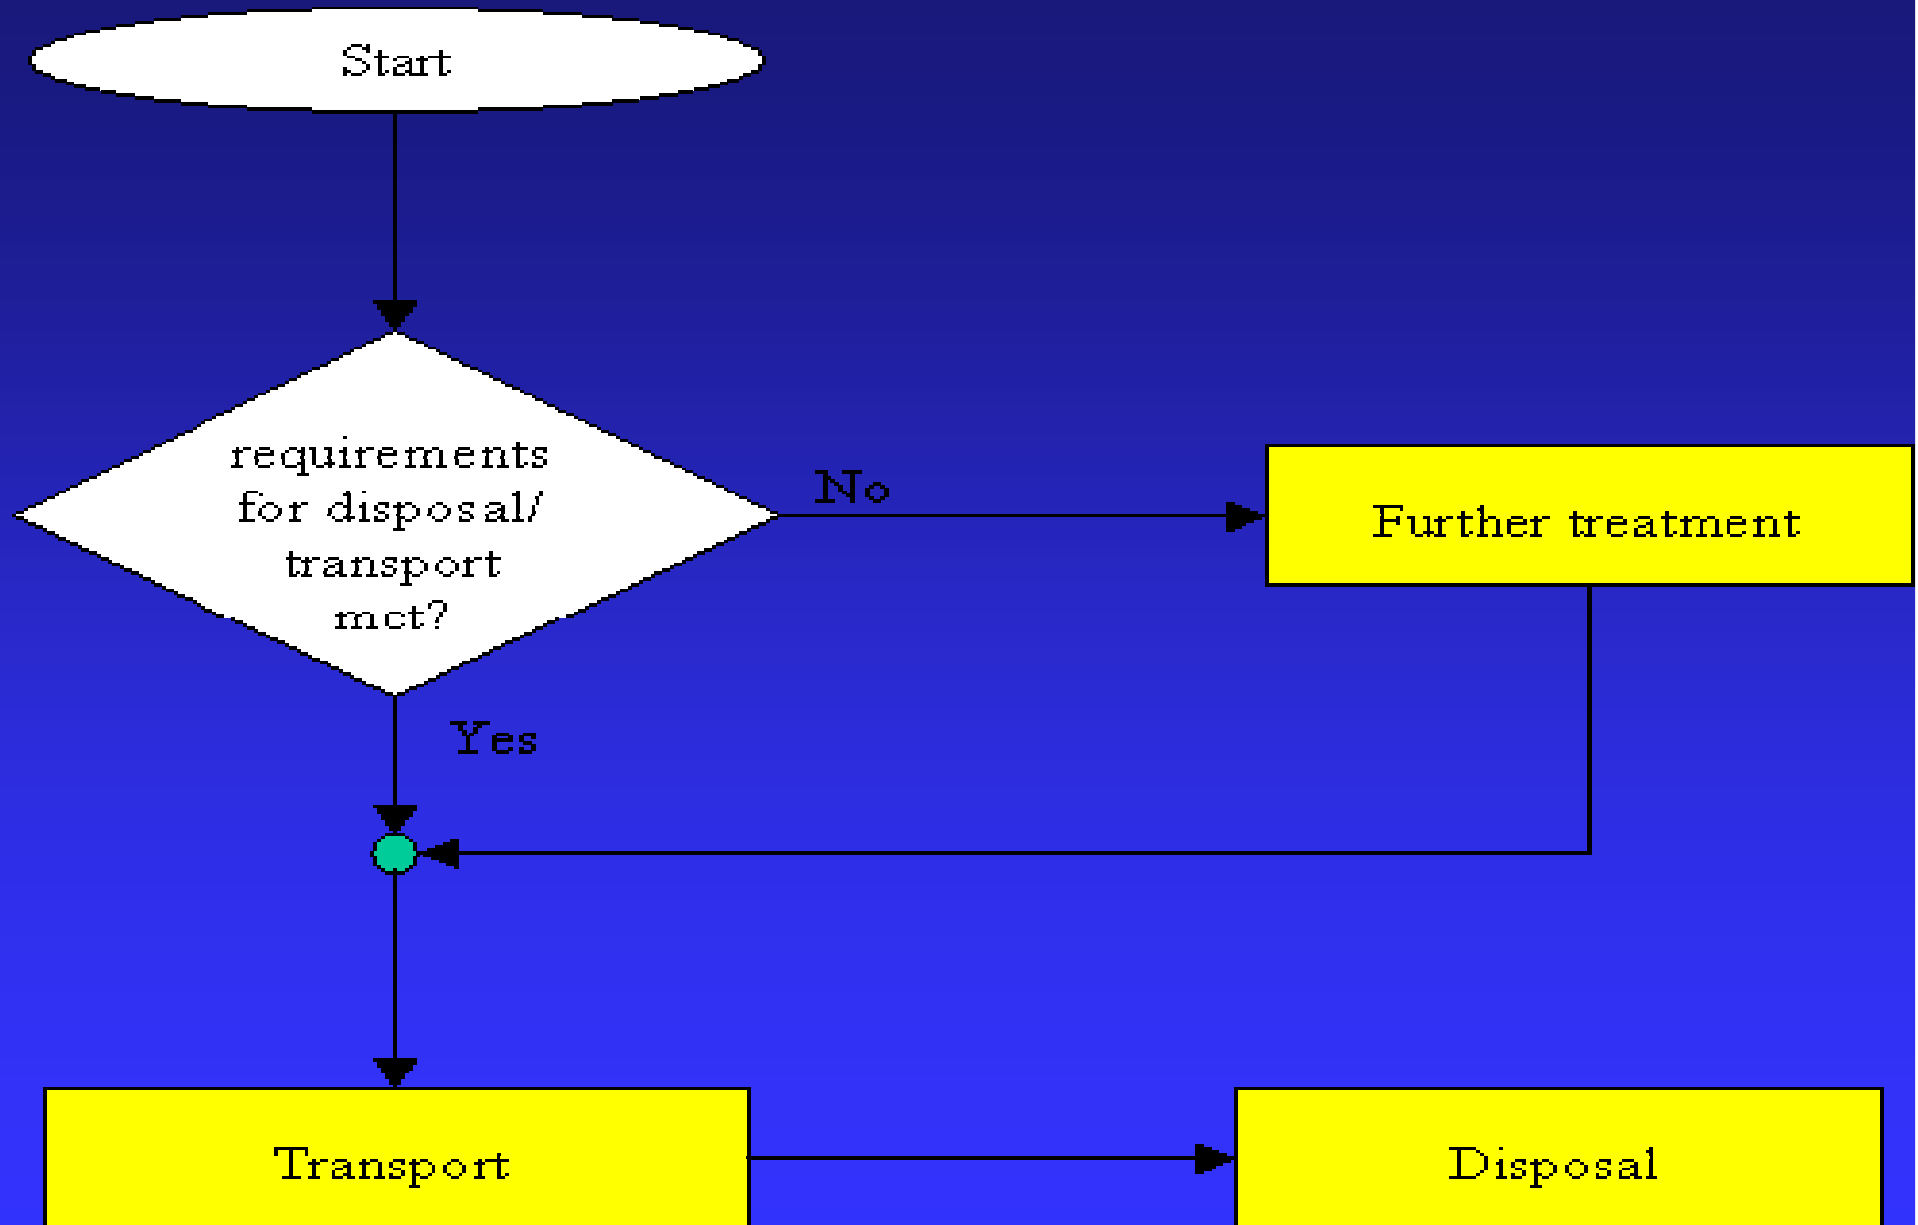 Start
requirements
for disposal/
transport
mct?
No
Further treatment
Yes
Transport
Disposal